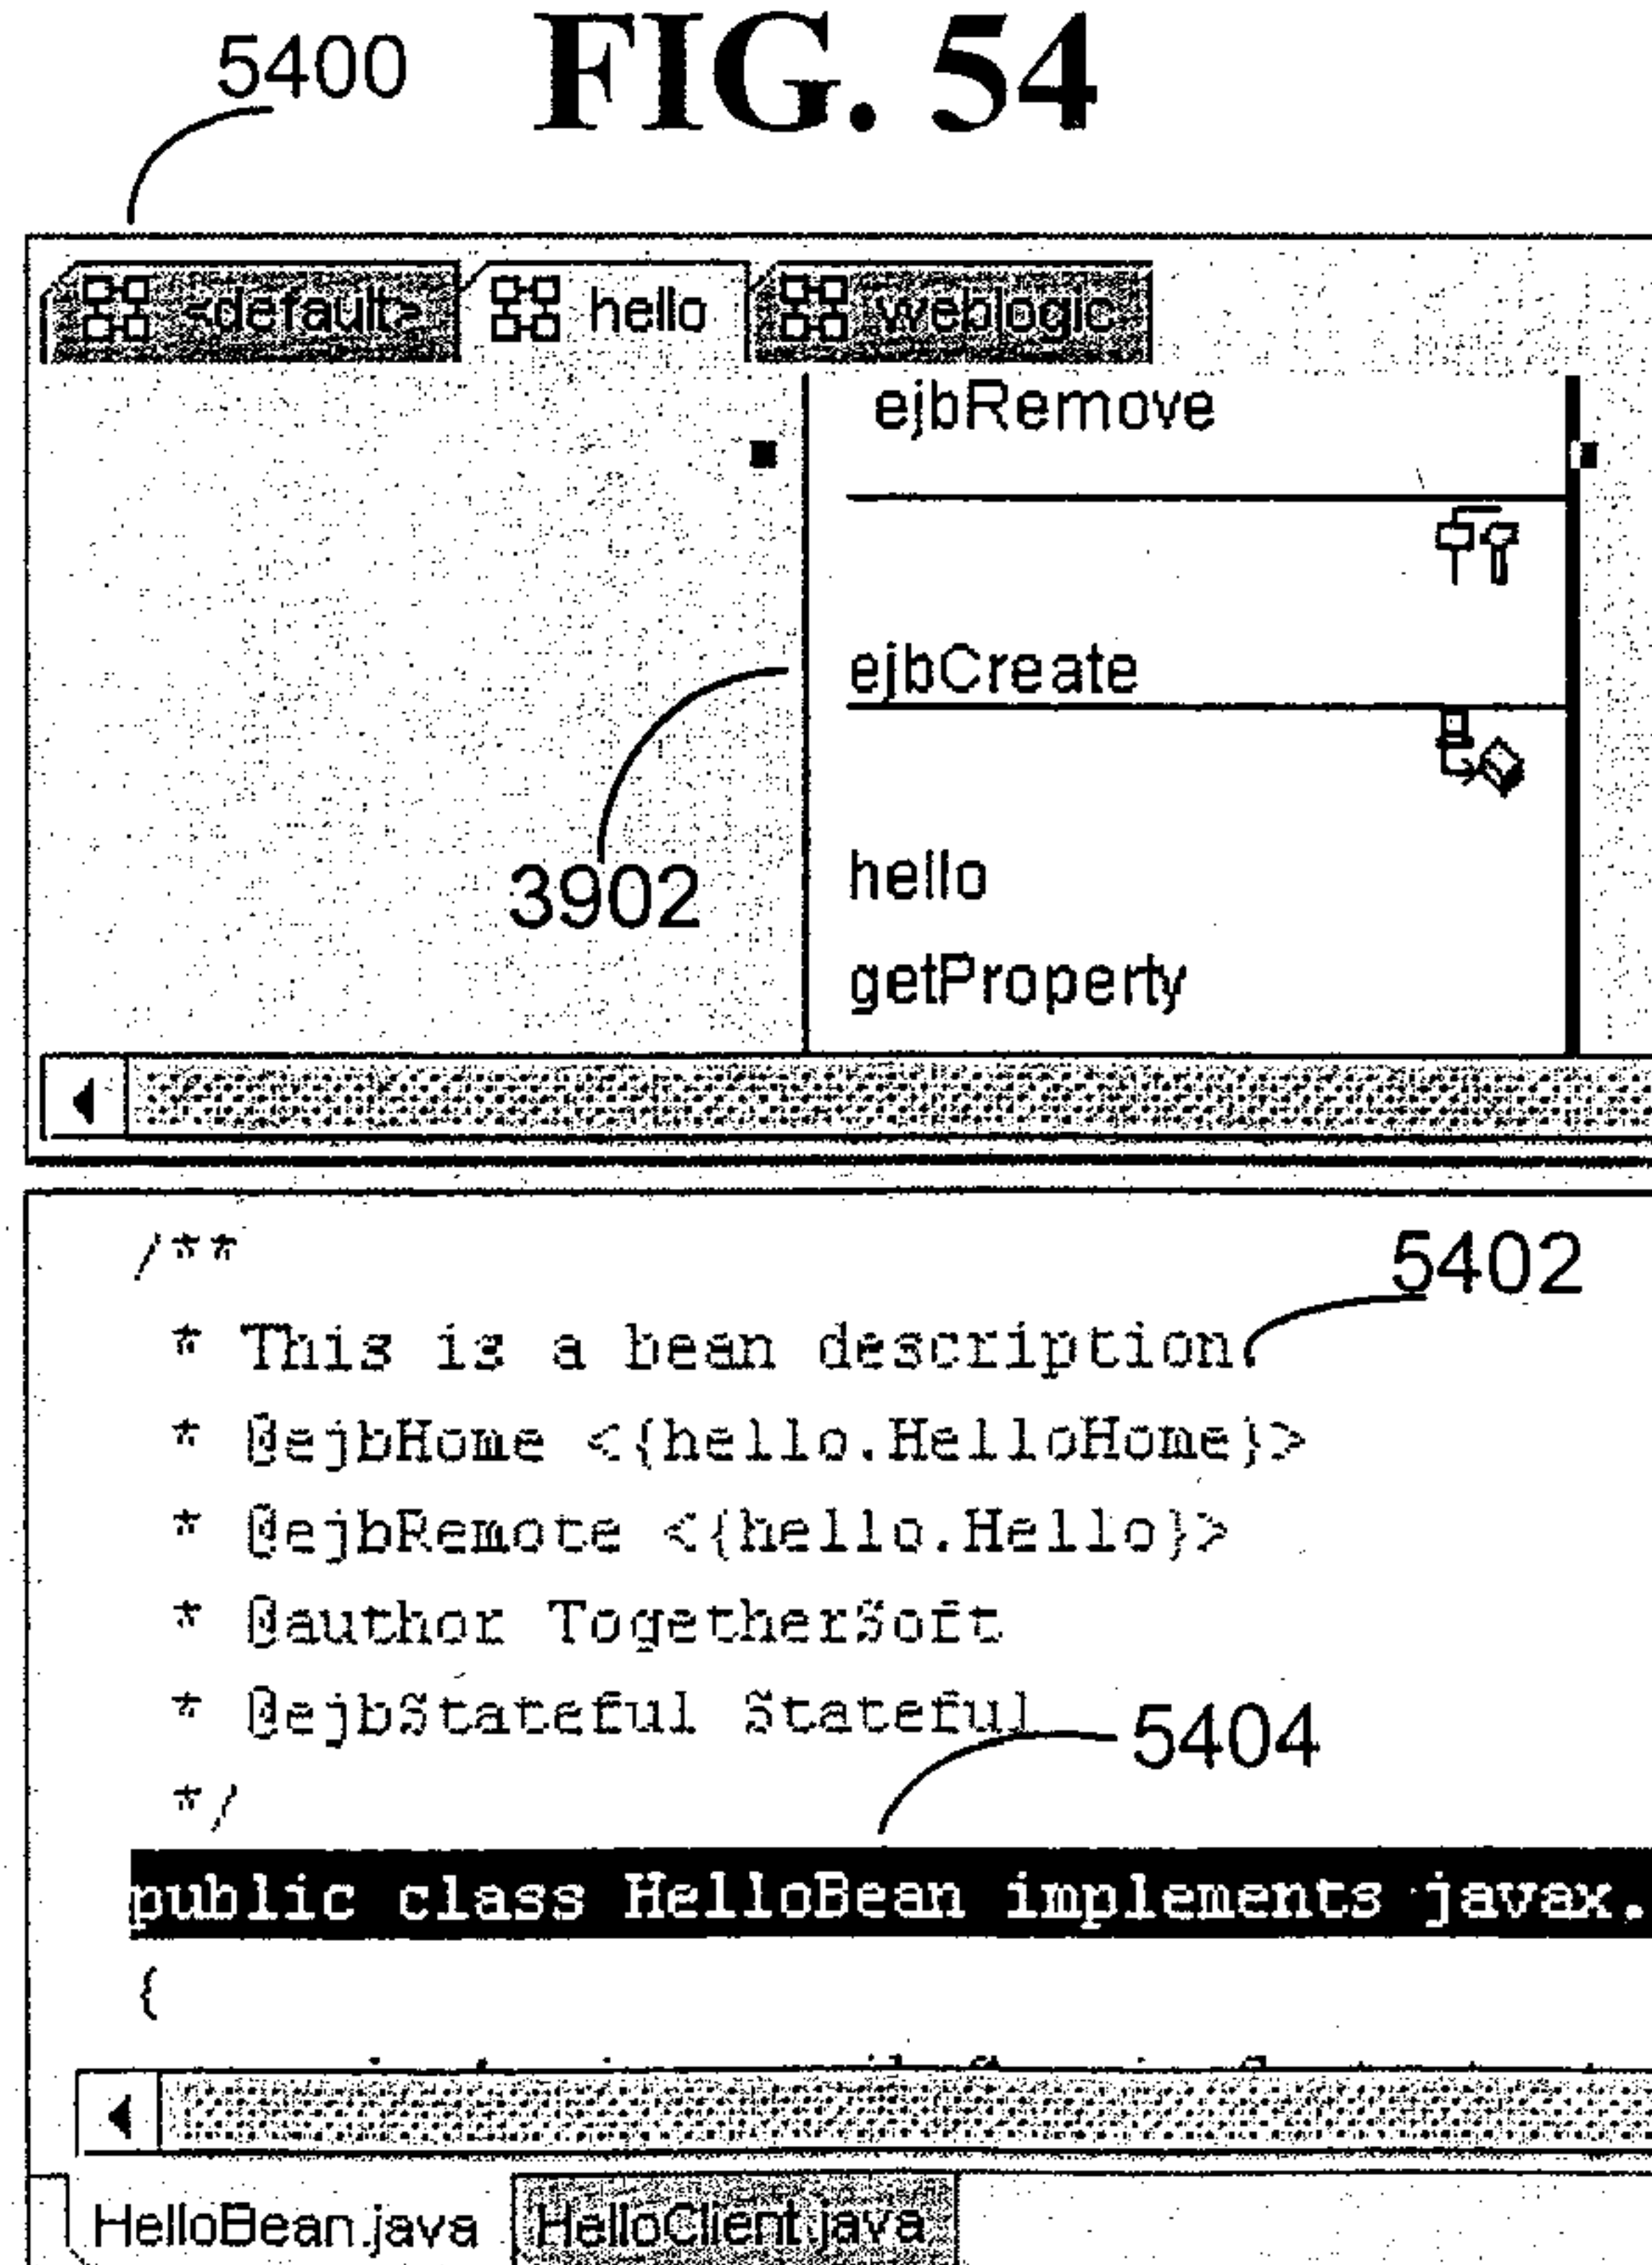 5400 FIG. 54
<default> hello weblogic
ejbRemove
ejbCreate
3902
hello
getProperty
/**
5402
* This is a bean description.
* @ejbHome <{hello.HelloHome}>
* @ejbRemote <{hello.Hello}>
* @author TogetherSoft
* @ejbStateful Stateful
5404
*/
public class HelloBean implements javax.
{
HelloBean.java HelloClient.java